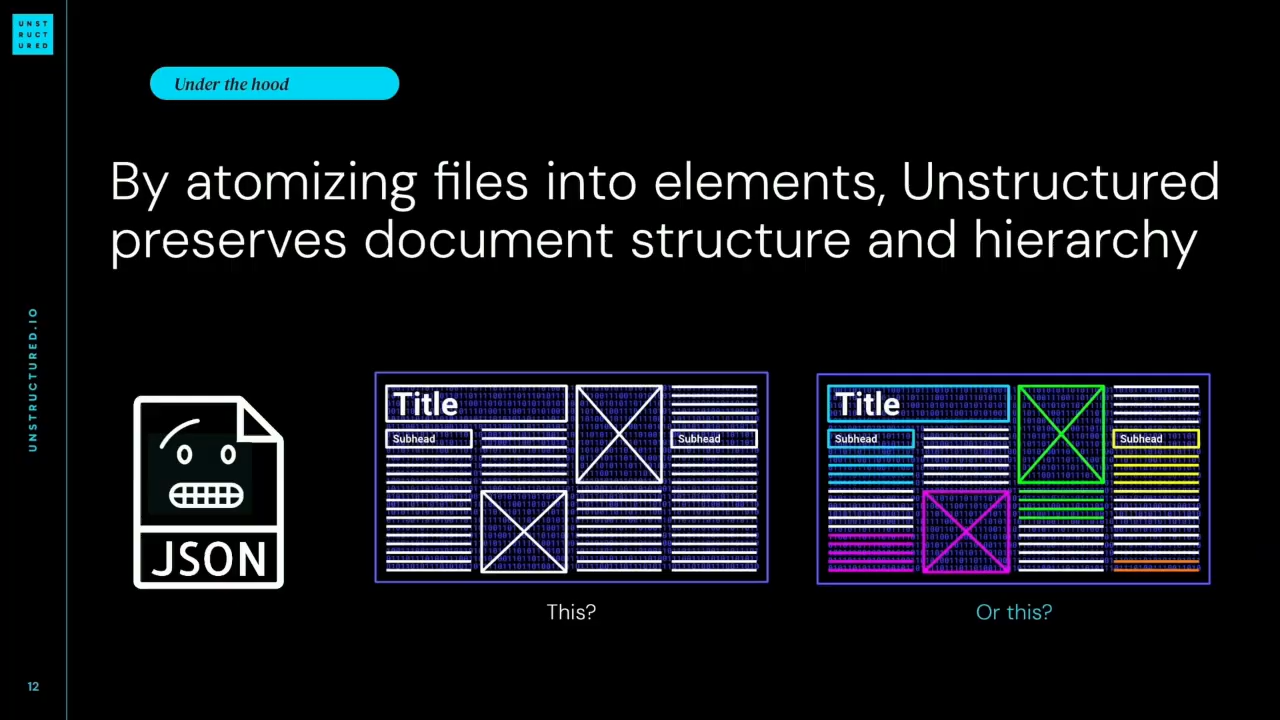 UNST
RUCT
URED
Under the hood
By atomizing files into elements, Unstructured
preserves document structure and hierarchy
UNSTRUCTURED.IO
JSON
Title
Subhead
Subhead
This?
Title
Subhead
Subhead
Or this?
12